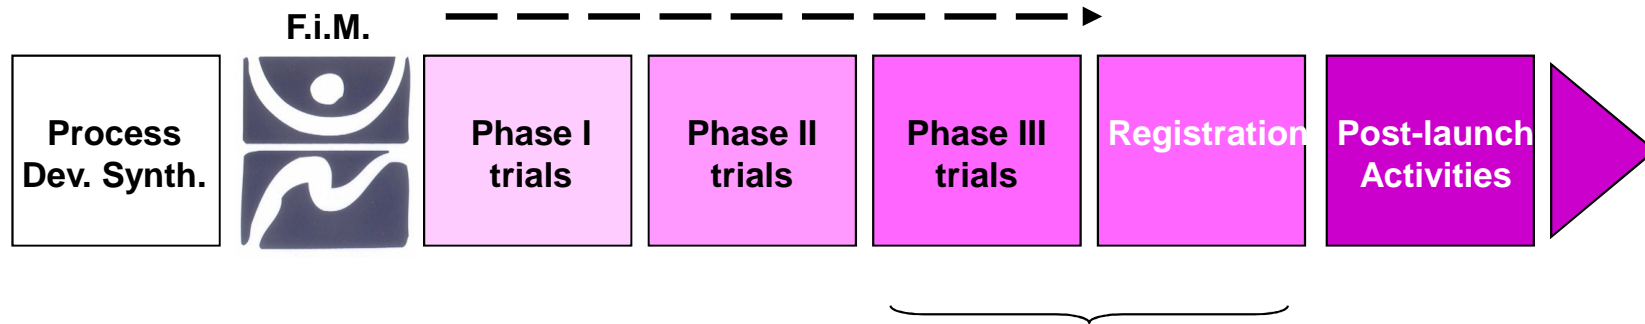 F.i.M.
Process
Dev. Synth.
Phase I
trials
Phase II
trials
Phase III
trials
Registration
Post-launch
Activities